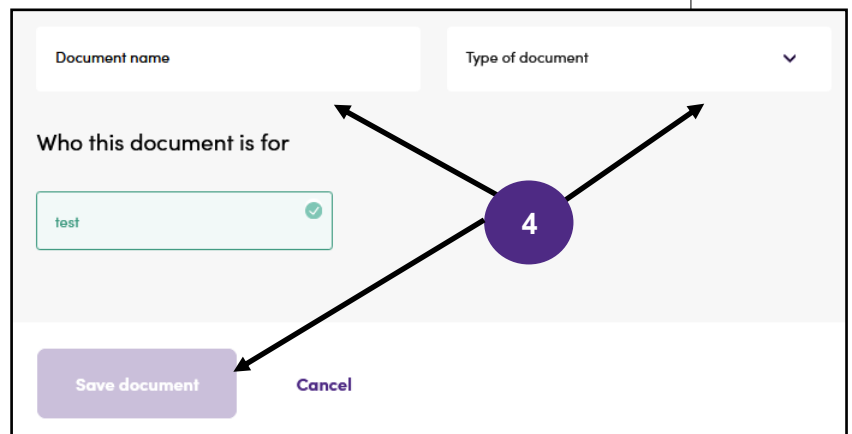 Document name
Type of document
Who this document is for
test
4
Save document
Cancel